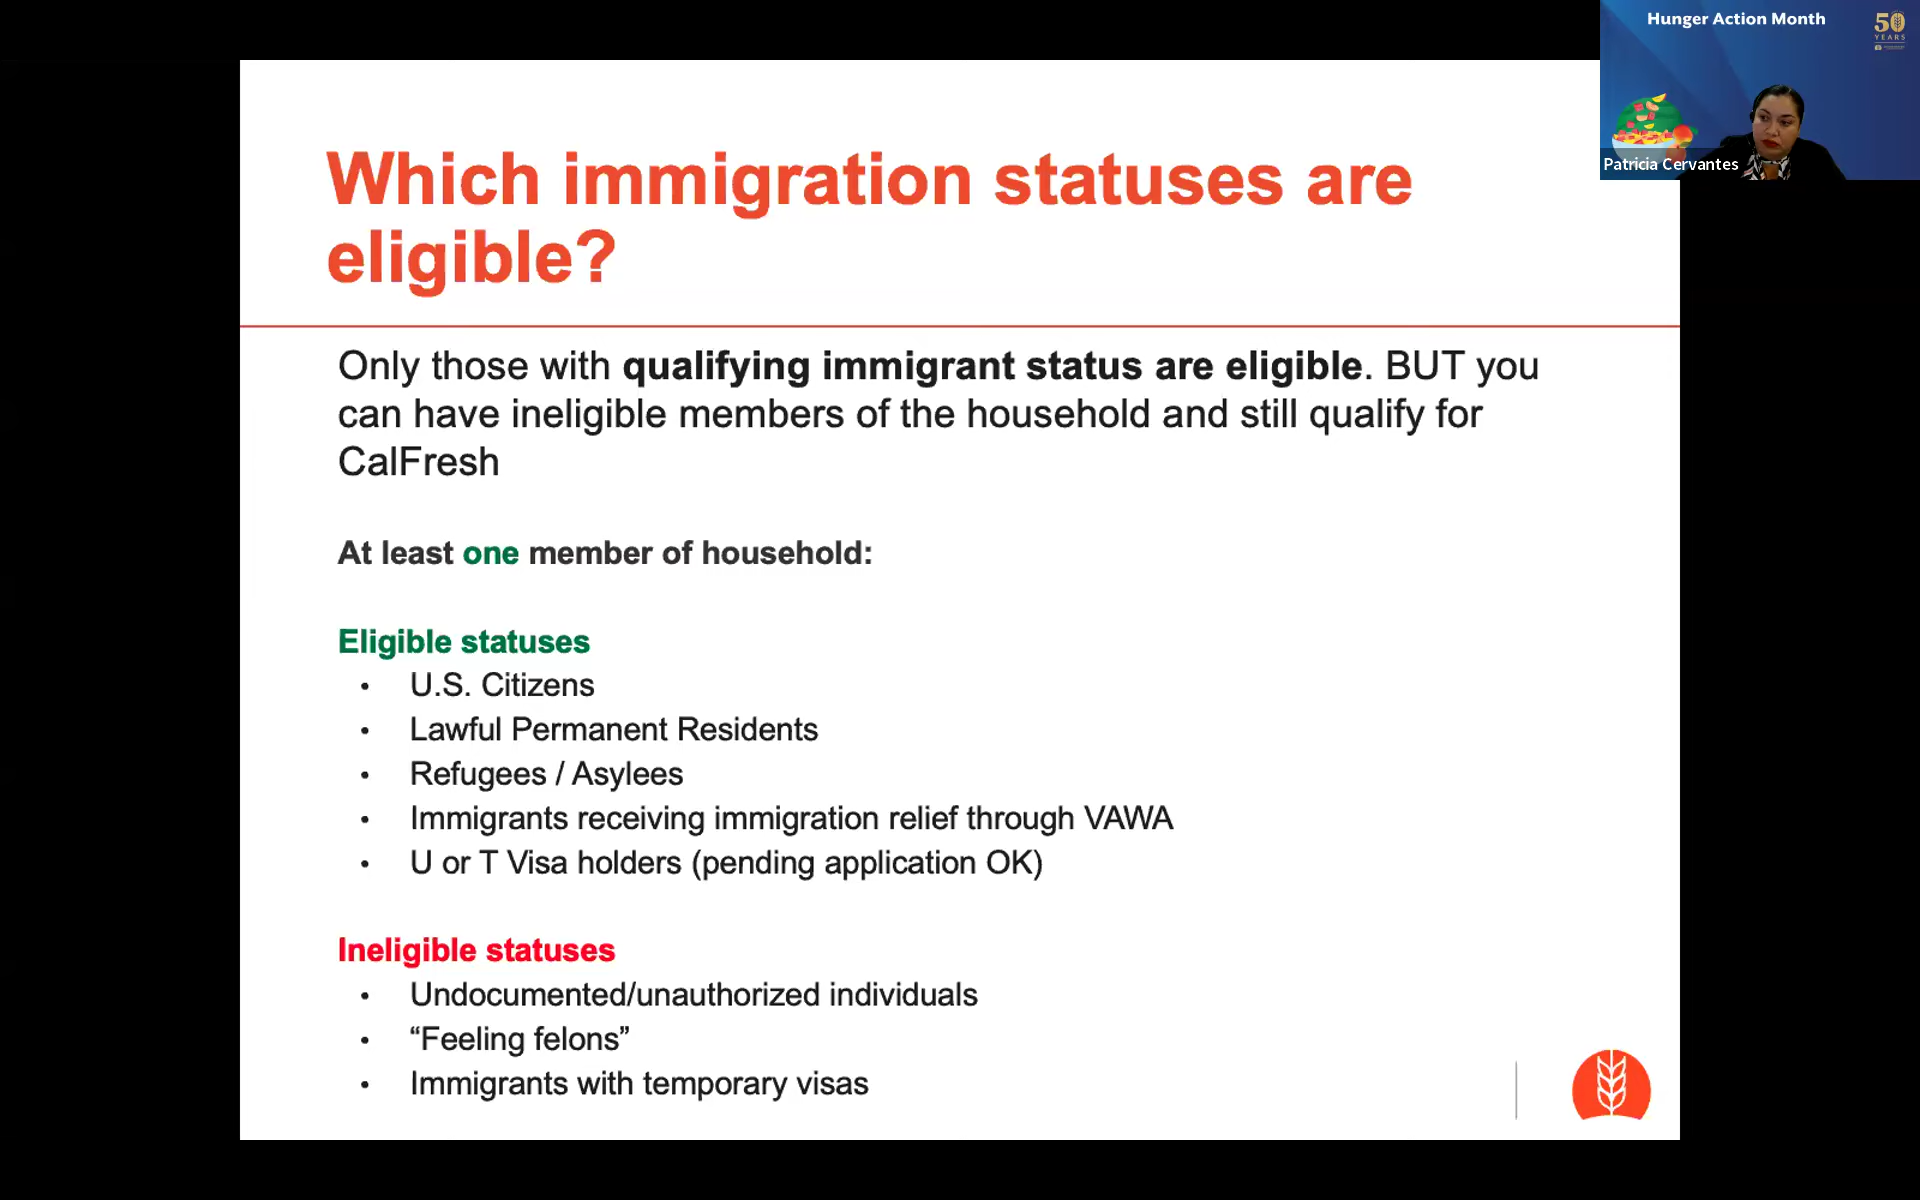 Hunger Action Month
50
YEARS
Patricia Cervantes
Which immigration statuses are
eligible?
Only those with qualifying immigrant status are eligible. BUT you
can have ineligible members of the household and still qualify for
CalFresh
At least one member of household:
Eligible statuses
• U.S. Citizens
• Lawful Permanent Residents
• Refugees / Asylees
• Immigrants receiving immigration relief through VAWA
• U or T Visa holders (pending application OK)
Ineligible statuses
• Undocumented/unauthorized individuals
• “Feeling felons”
• Immigrants with temporary visas